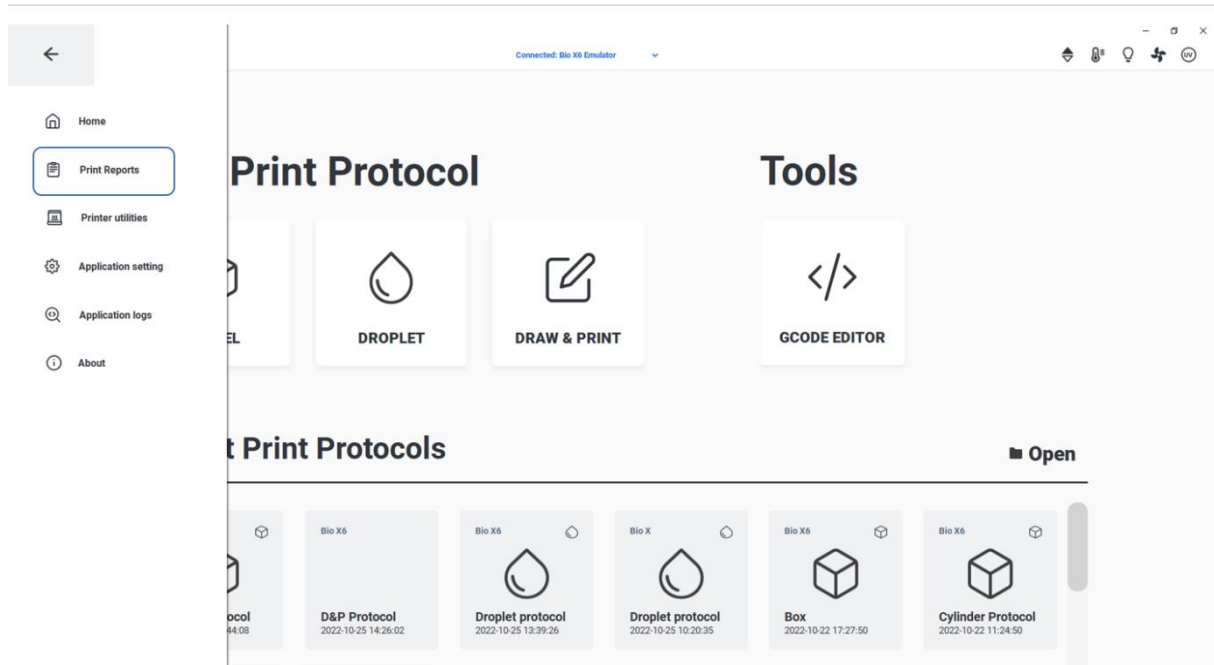 Connected: Bio X6 Emulator
UV
Home
Print Reports
Printer utilities
Application setting
Application logs
About
Print Protocol
Tools
EL
DROPLET
DRAW & PRINT
GCODE EDITOR
t Print Protocols
Open
ocol
44:08
Bio X6
D&P Protocol
2022-10-25 14:26:02
Bio X6
Droplet protocol
2022-10-25 13:39:26
Bio X
Droplet protocol
2022-10-25 10:20:35
Bio X6
Box
2022-10-22 17:27:50
Bio X6
Cylinder Protocol
2022-10-22 11:24:50